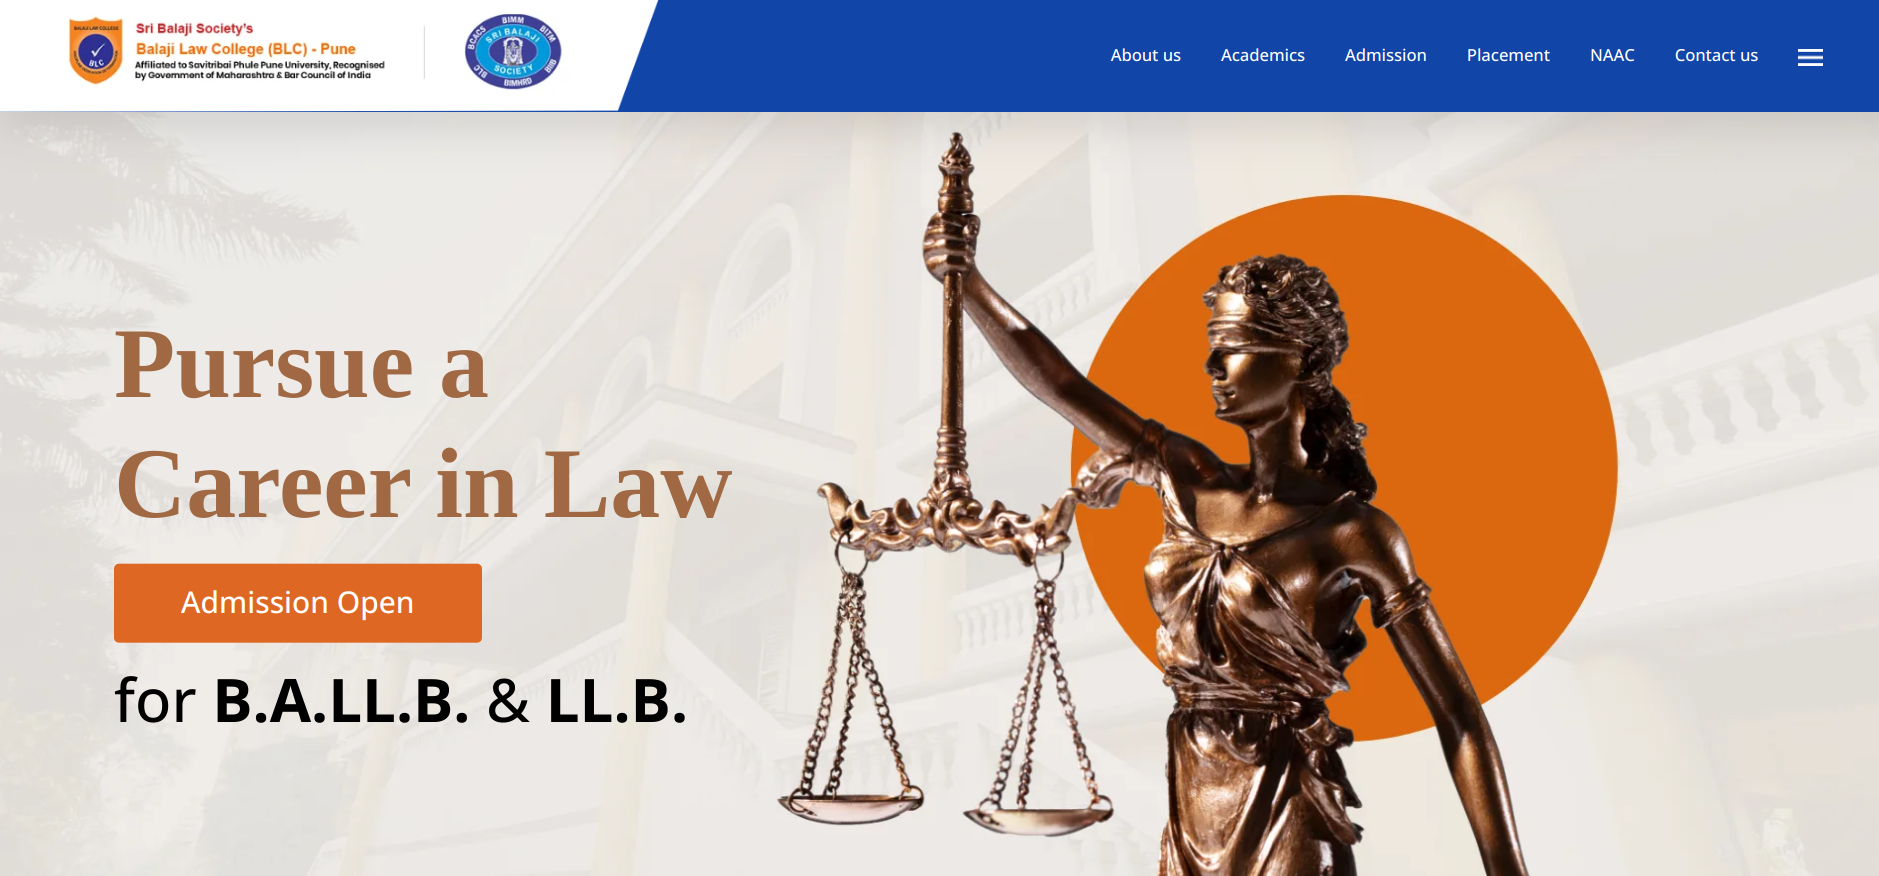 BALAJI LAW COLLEGE
BLC
Sri Balaji Society's
Balaji Law College (BLC) - Pune
Affiliated to Savitribai Phule Pune University, Recognised
by Government of Maharashtra & Bar Council of India
BCACS BIMM BITM
SRI BALAJI
SOCIETY
BLC BIMHRD BIIB
About us
Academics
Admission
Placement
NAAC
Contact us
Pursue a
Career in Law
Admission Open
for B.A.LL.B. & LL.B.